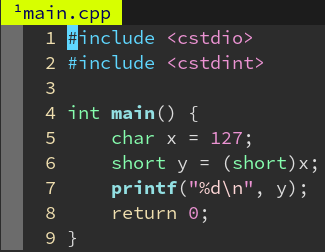 ¹main.cpp
1 #include <cstdio>
2 #include <cstdint>
3
4 int main() {
5     char x = 127;
6     short y = (short)x;
7     printf("%d\n", y);
8     return 0;
9 }